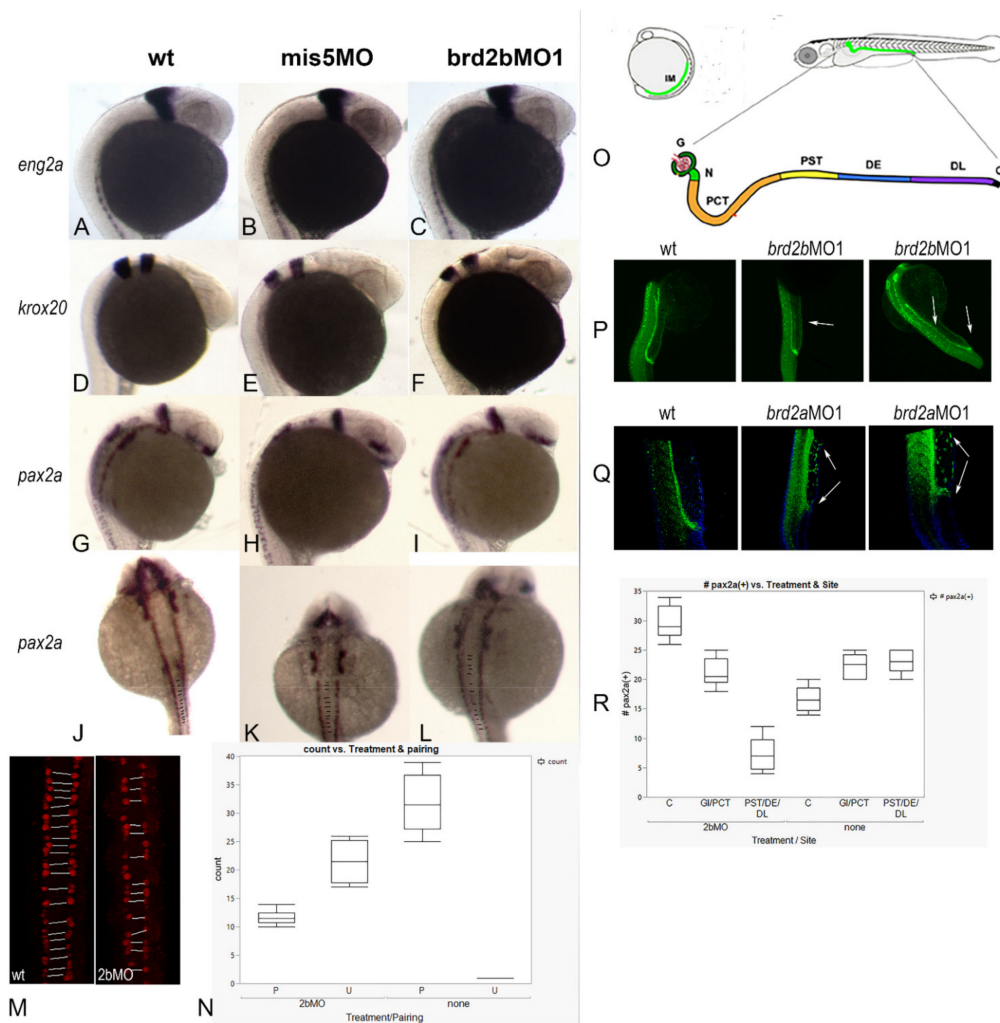 wt mis5MO brd2bMO1
eng2a
A B C
krox20
D E F
pax2a
G H I
pax2a
J K L
wt 2bMO
M
N
count vs. Treatment & pairing
count
count
40
35
30
25
20
15
10
5
0
P U P U
2bMO none
Treatment/Pairing
O
IM
G
N
PCT
PST DE DL C
wt brd2bMO1 brd2bMO1
P
wt brd2aMO1 brd2aMO1
Q
# pax2a(+) vs. Treatment & Site
# pax2a(+)
R
# pax2a(+)
35
30
25
20
15
10
5
0
C GI/PCT PST/DE/ C GI/PCT PST/DE/
DL DL
2bMO none
Treatment / Site